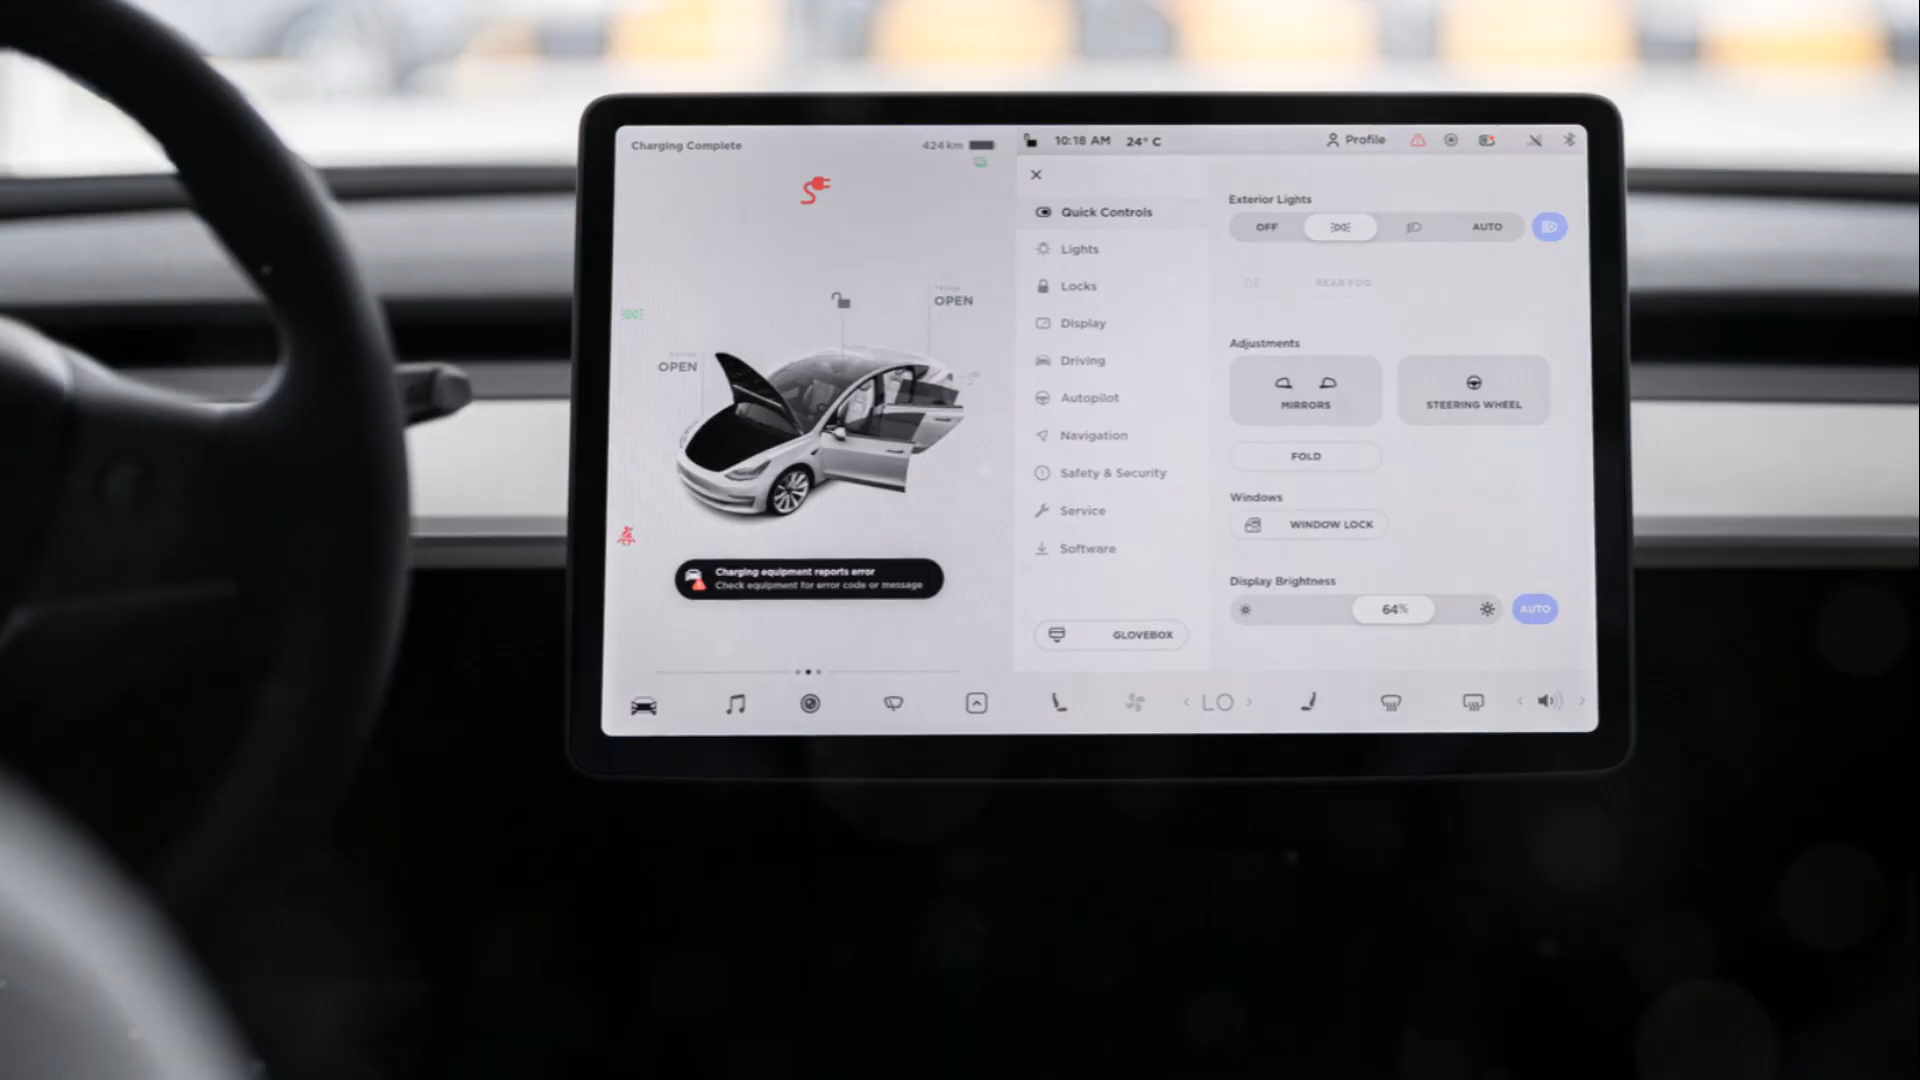 Charging Complete
424 km
10:18 AM 24° C
Profile
OPEN
OPEN
Charging equipment reports error
Check equipment for error code or message
Quick Controls
Lights
Locks
Display
Driving
Autopilot
Navigation
Safety & Security
Service
Software
GLOVEBOX
Exterior Lights
OFF
AUTO
REAR FOG
Adjustments
MIRRORS
STEERING WHEEL
FOLD
Windows
WINDOW LOCK
Display Brightness
64%
AUTO
LO